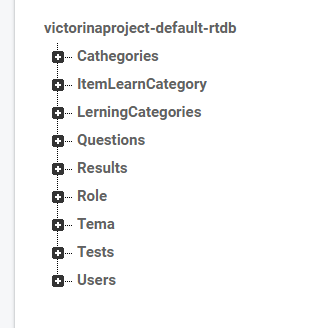 victorinaproject-default-rtdb
Cathegories
ItemLearnCategory
LerningCategories
Questions
Results
Role
Tema
Tests
Users